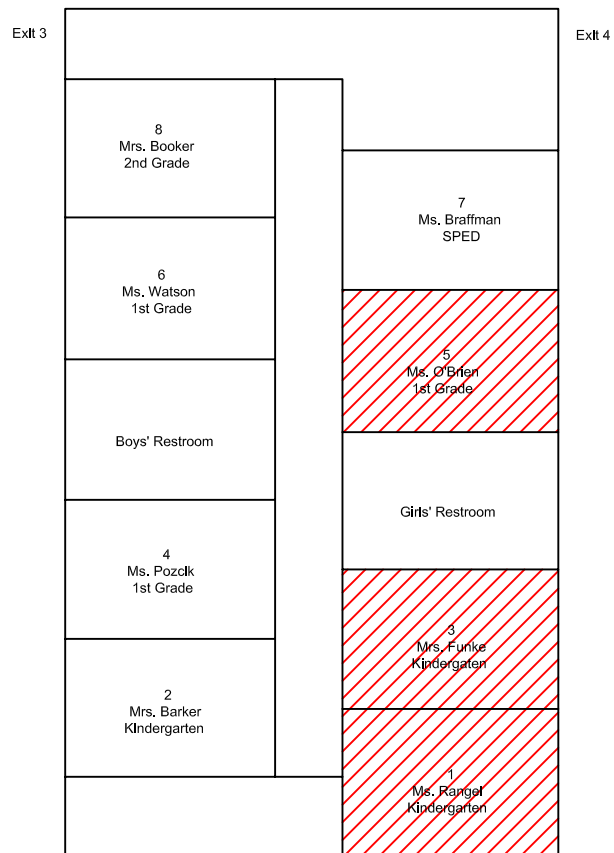 Exit 3
Exit 4
8
Mrs. Booker
2nd Grade
7
Ms. Braffman
SPED
6
Ms. Watson
1st Grade
5
Ms. O'Brien
1st Grade
Boys' Restroom
Girls' Restroom
4
Ms. Pozcik
1st Grade
3
Mrs. Funke
Kindergaten
2
Mrs. Barker
Kindergarten
1
Ms. Rangel
Kindergarten